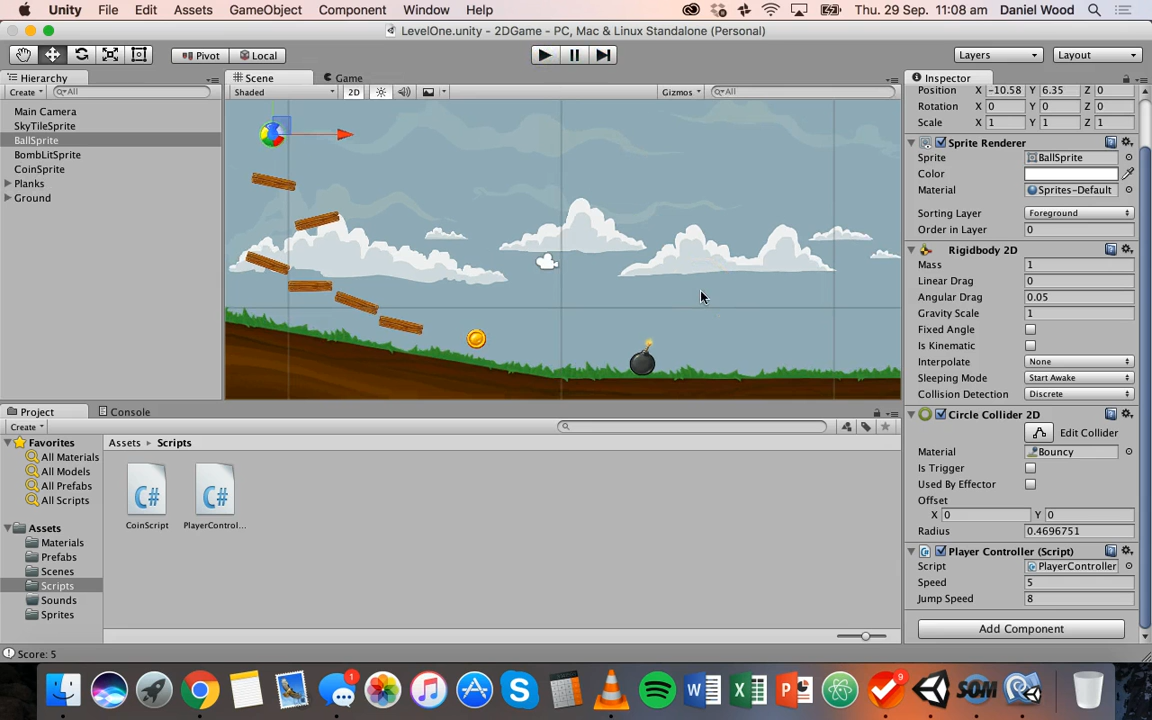 Unity File Edit Assets GameObject Component Window Help Thu. 29 Sep. 11:08 am Daniel Wood
LevelOne.unity - 2DGame - PC, Mac & Linux Standalone (Personal)
Pivot Local Layers Layout
Hierarchy
Create All
Main Camera
SkyTileSprite
BallSprite
BombLitSprite
CoinSprite
Planks
Ground
Scene Game
Shaded 2D Gizmos All
Inspector
Position X -10.58 Y 6.35 Z 0
Rotation X 0 Y 0 Z 0
Scale X 1 Y 1 Z 1
Sprite Renderer
Sprite BallSprite
Color
Material Sprites-Default
Sorting Layer Foreground
Order in Layer 0
Rigidbody 2D
Mass 1
Linear Drag 0
Angular Drag 0.05
Gravity Scale 1
Fixed Angle
Is Kinematic
Interpolate None
Sleeping Mode Start Awake
Collision Detection Discrete
Circle Collider 2D
Edit Collider
Material Bouncy
Is Trigger
Used By Effector
Offset
X 0 Y 0
Radius 0.4696751
Player Controller (Script)
Script PlayerController
Speed 5
Jump Speed 8
Add Component
Project Console
Create
Favorites
All Materials
All Models
All Prefabs
All Scripts
Assets
Materials
Prefabs
Scenes
Scripts
Sounds
Sprites
Assets Scripts
C# C#
CoinScript PlayerControl...
Score: 5
1 9
SOM